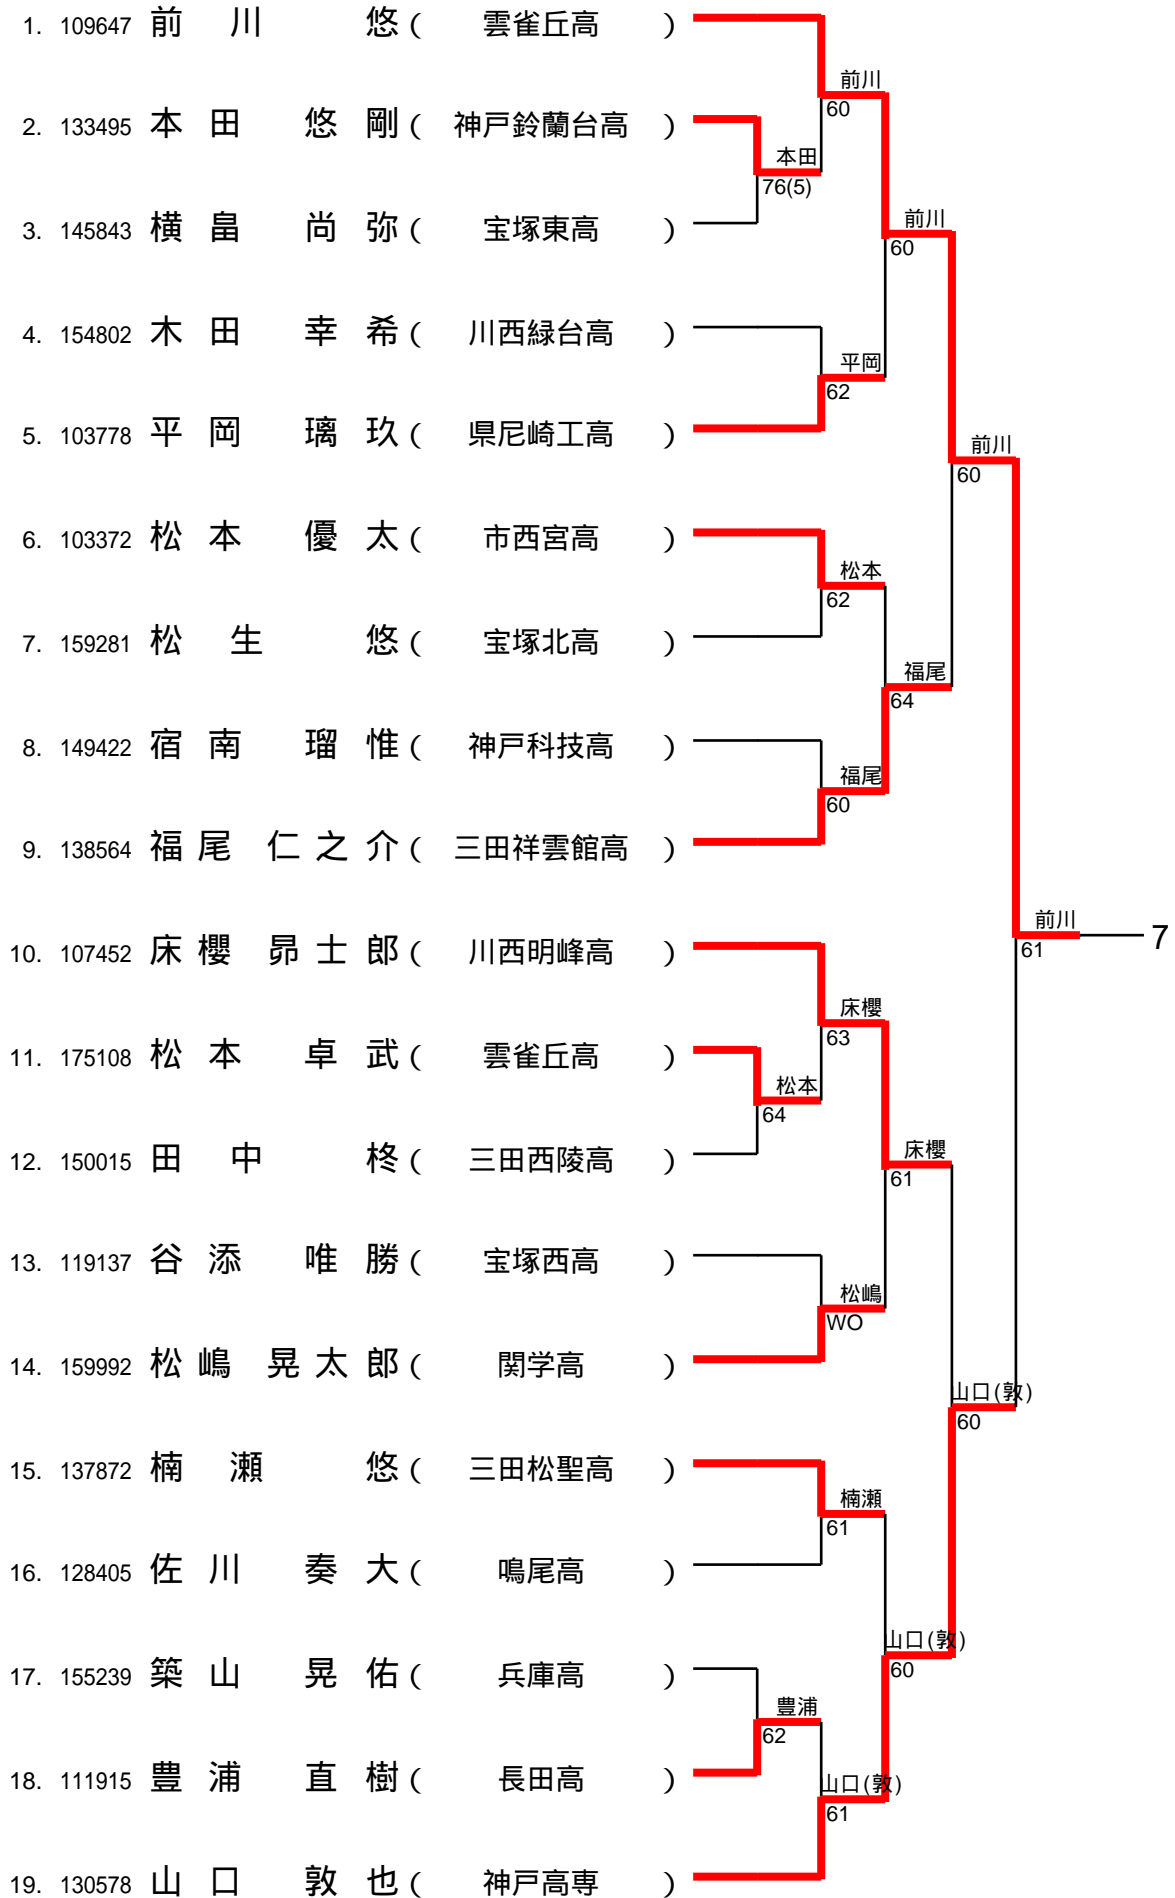 1. 109647 前川 悠 ( 雲雀丘高 )
前川
60
2. 133495 本田 悠剛 ( 神戸鈴蘭台高 )
本田
76(5)
3. 145843 横畠 尚弥 ( 宝塚東高 )
前川
60
4. 154802 木田 幸希 ( 川西緑台高 )
平岡
62
5. 103778 平岡 璃玖 ( 県尼崎工高 )
前川
60
6. 103372 松本 優太 ( 市西宮高 )
松本
62
7. 159281 松生 悠 ( 宝塚北高 )
福尾
64
8. 149422 宿南 瑠惟 ( 神戸科技高 )
福尾
60
9. 138564 福尾 仁之介 ( 三田祥雲館高 )
前川
61
7
10. 107452 床櫻 昴士郎 ( 川西明峰高 )
床櫻
63
11. 175108 松本 卓武 ( 雲雀丘高 )
松本
64
12. 150015 田中 柊 ( 三田西陵高 )
床櫻
61
13. 119137 谷添 唯勝 ( 宝塚西高 )
松嶋
WO
14. 159992 松嶋 晃太郎 ( 関学高 )
山口(敦)
60
15. 137872 楠瀬 悠 ( 三田松聖高 )
楠瀬
61
16. 128405 佐川 奏大 ( 鳴尾高 )
山口(敦)
60
17. 155239 築山 晃佑 ( 兵庫高 )
豊浦
62
18. 111915 豊浦 直樹 ( 長田高 )
山口(敦)
61
19. 130578 山口 敦也 ( 神戸高専 )